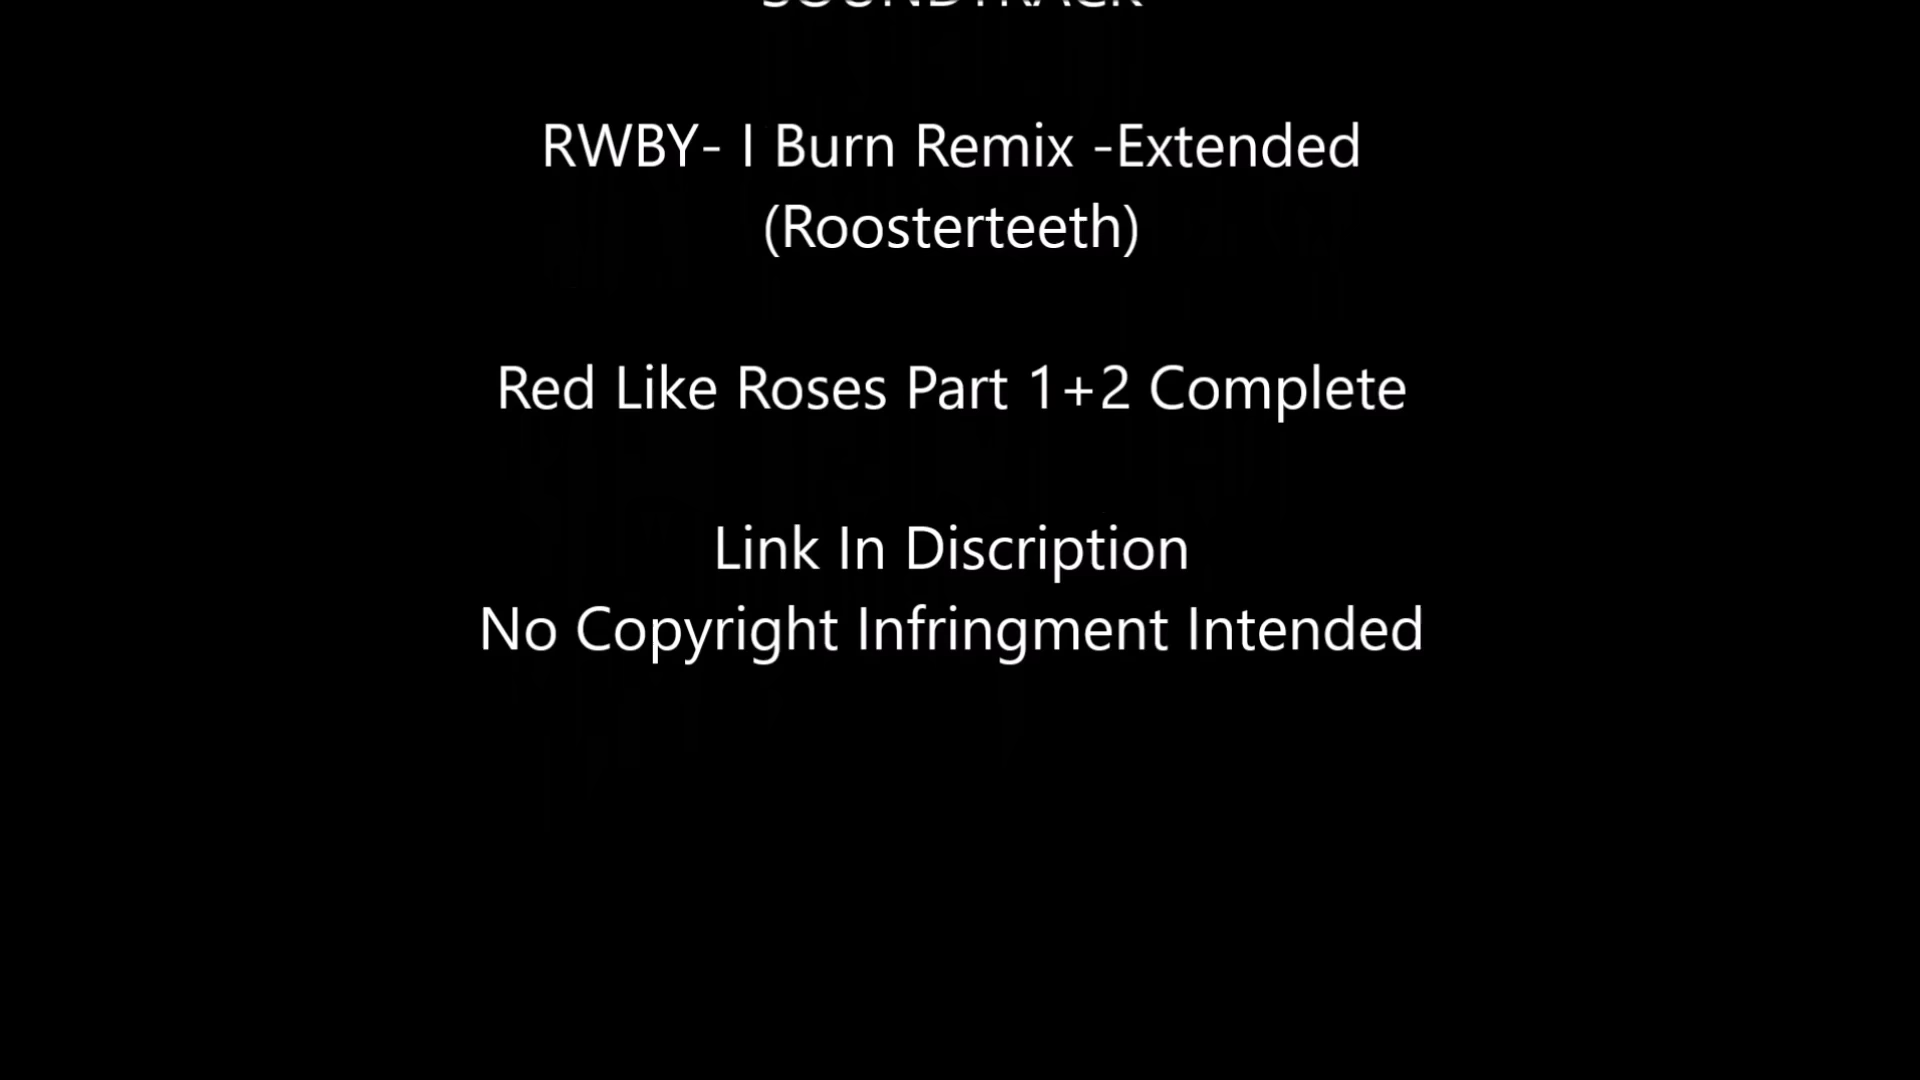 SOUNDTRACK
RWBY- I Burn Remix -Extended
(Roosterteeth)
Red Like Roses Part 1+2 Complete
Link In Discription
No Copyright Infringment Intended